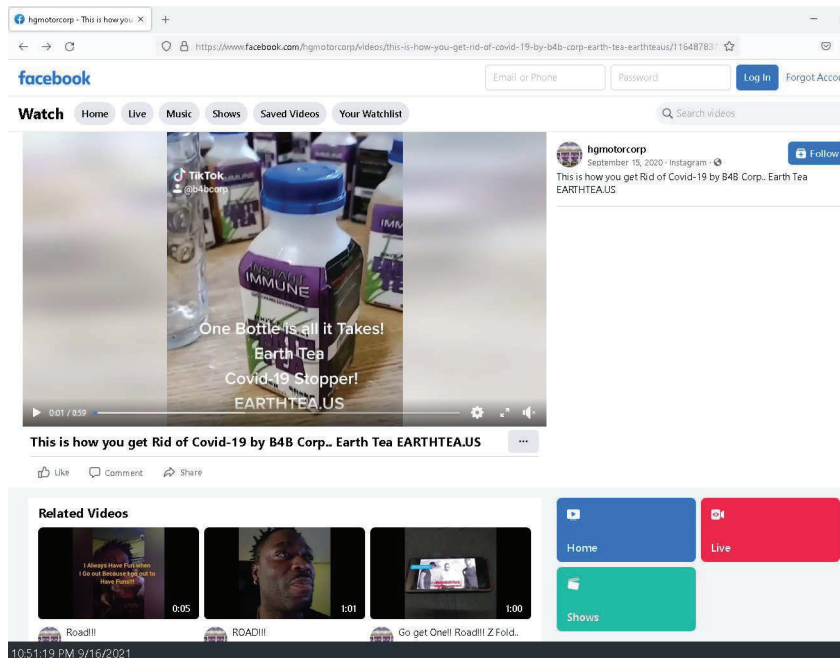 hgmotorcorp - This is how you
https://www.facebook.com/hgmotorcorp/videos/this-is-how-you-get-rid-of-covid-19-by-b4b-corp-earth-tea-earthteaus/11648783
facebook
Email or Phone
Password
Log In
Forgot Accou
Watch
Home
Live
Music
Shows
Saved Videos
Your Watchlist
Search videos
TikTok
@b4bcorp
INSTANT
IMMUNE
One Bottle is all it Takes!
Earth Tea
Covid-19 Stopper!
EARTHTEA.US
0:01 / 0:59
hgmotorcorp
September 15, 2020 · Instagram ·
Follow
This is how you get Rid of Covid-19 by B4B Corp.. Earth Tea
EARTHTEA.US
This is how you get Rid of Covid-19 by B4B Corp.. Earth Tea EARTHTEA.US
...
Like
Comment
Share
Related Videos
I Always Have Fun when
I Go out Because I go out to
Have Funs!!!
0:05
1:01
1:00
Road!!!
ROAD!!!
Go get One!! Road!!! Z Fold..
Home
Live
Shows
10:51:19 PM 9/16/2021